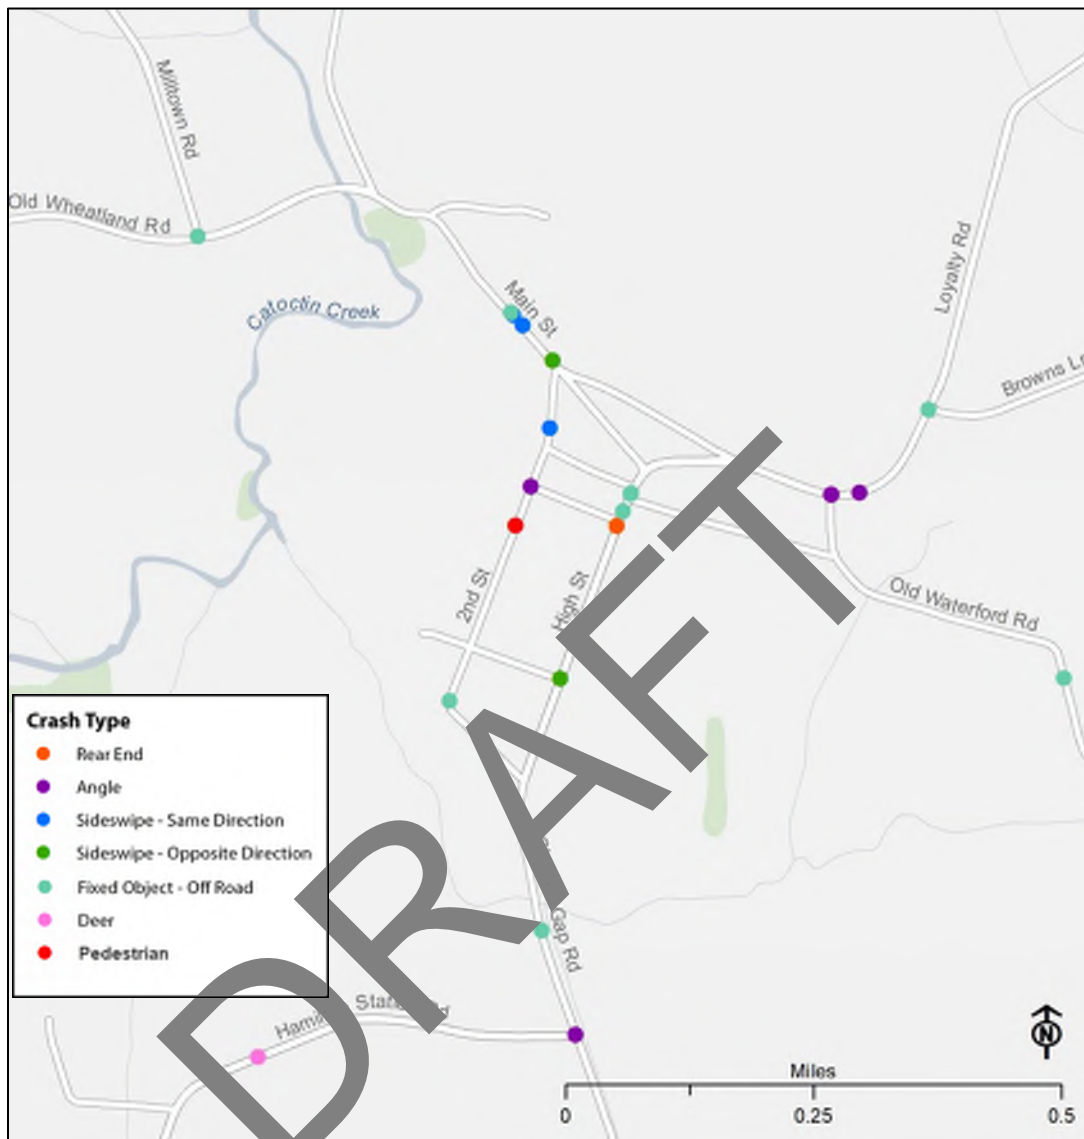 Milltown Rd
Old Wheatland Rd
Catoctin Creek
Main St
Loyalty Rd
Browns Ln
2nd St
High St
Old Waterford Rd
Crash Type
Rear End
Angle
Sideswipe - Same Direction
Sideswipe - Opposite Direction
Fixed Object - Off Road
Deer
Pedestrian
Gap Rd
Rd
N
Miles
0
0.25
0.5
DRAFT